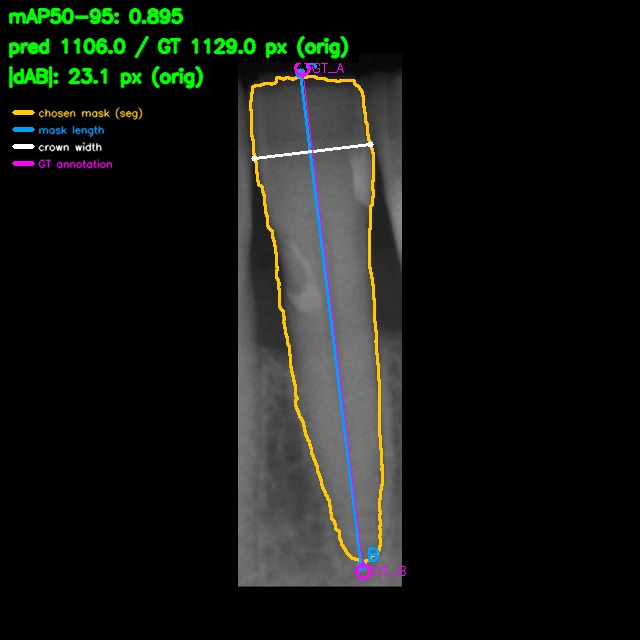 mAP50-95: 0.895
pred 1106.0 / GT 1129.0 px (orig)
|dAB|: 23.1 px (orig)
chosen mask (seg)
mask length
crown width
GT annotation
GT_A
B